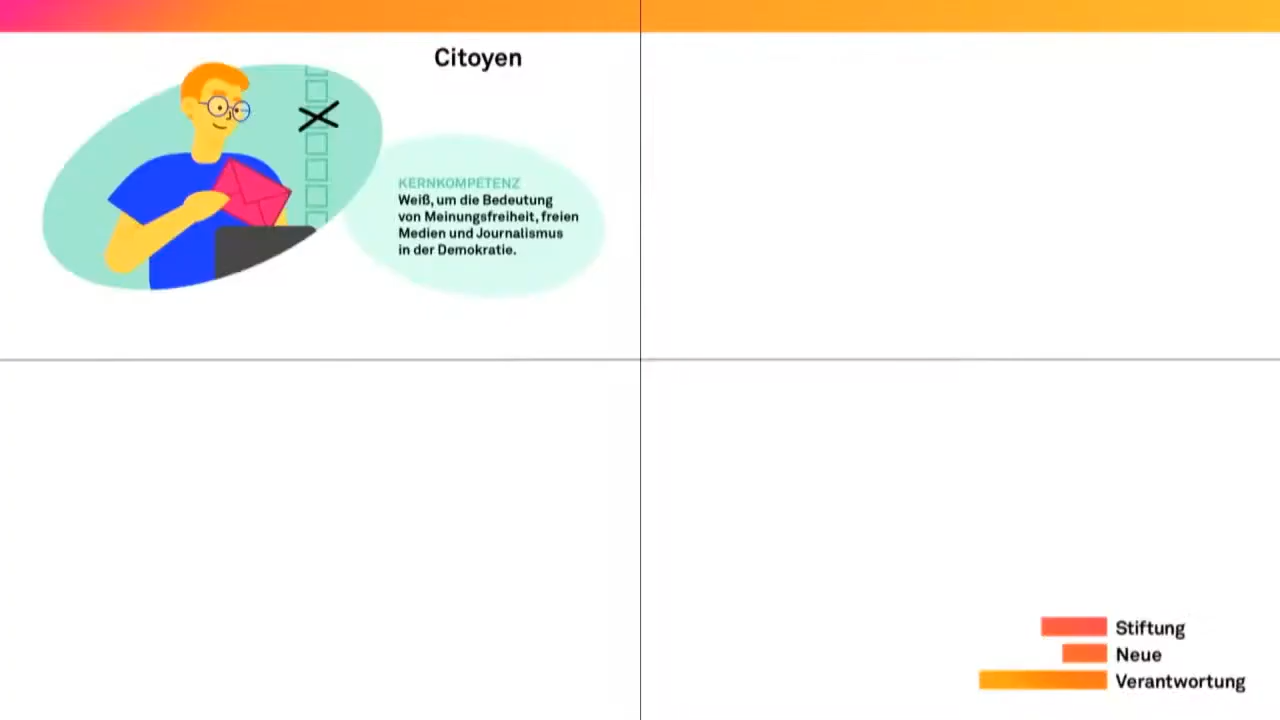 Citoyen
KERNKOMPETENZ
Weiß, um die Bedeutung
von Meinungsfreiheit, freien
Medien und Journalismus
in der Demokratie.
Stiftung
Neue
Verantwortung